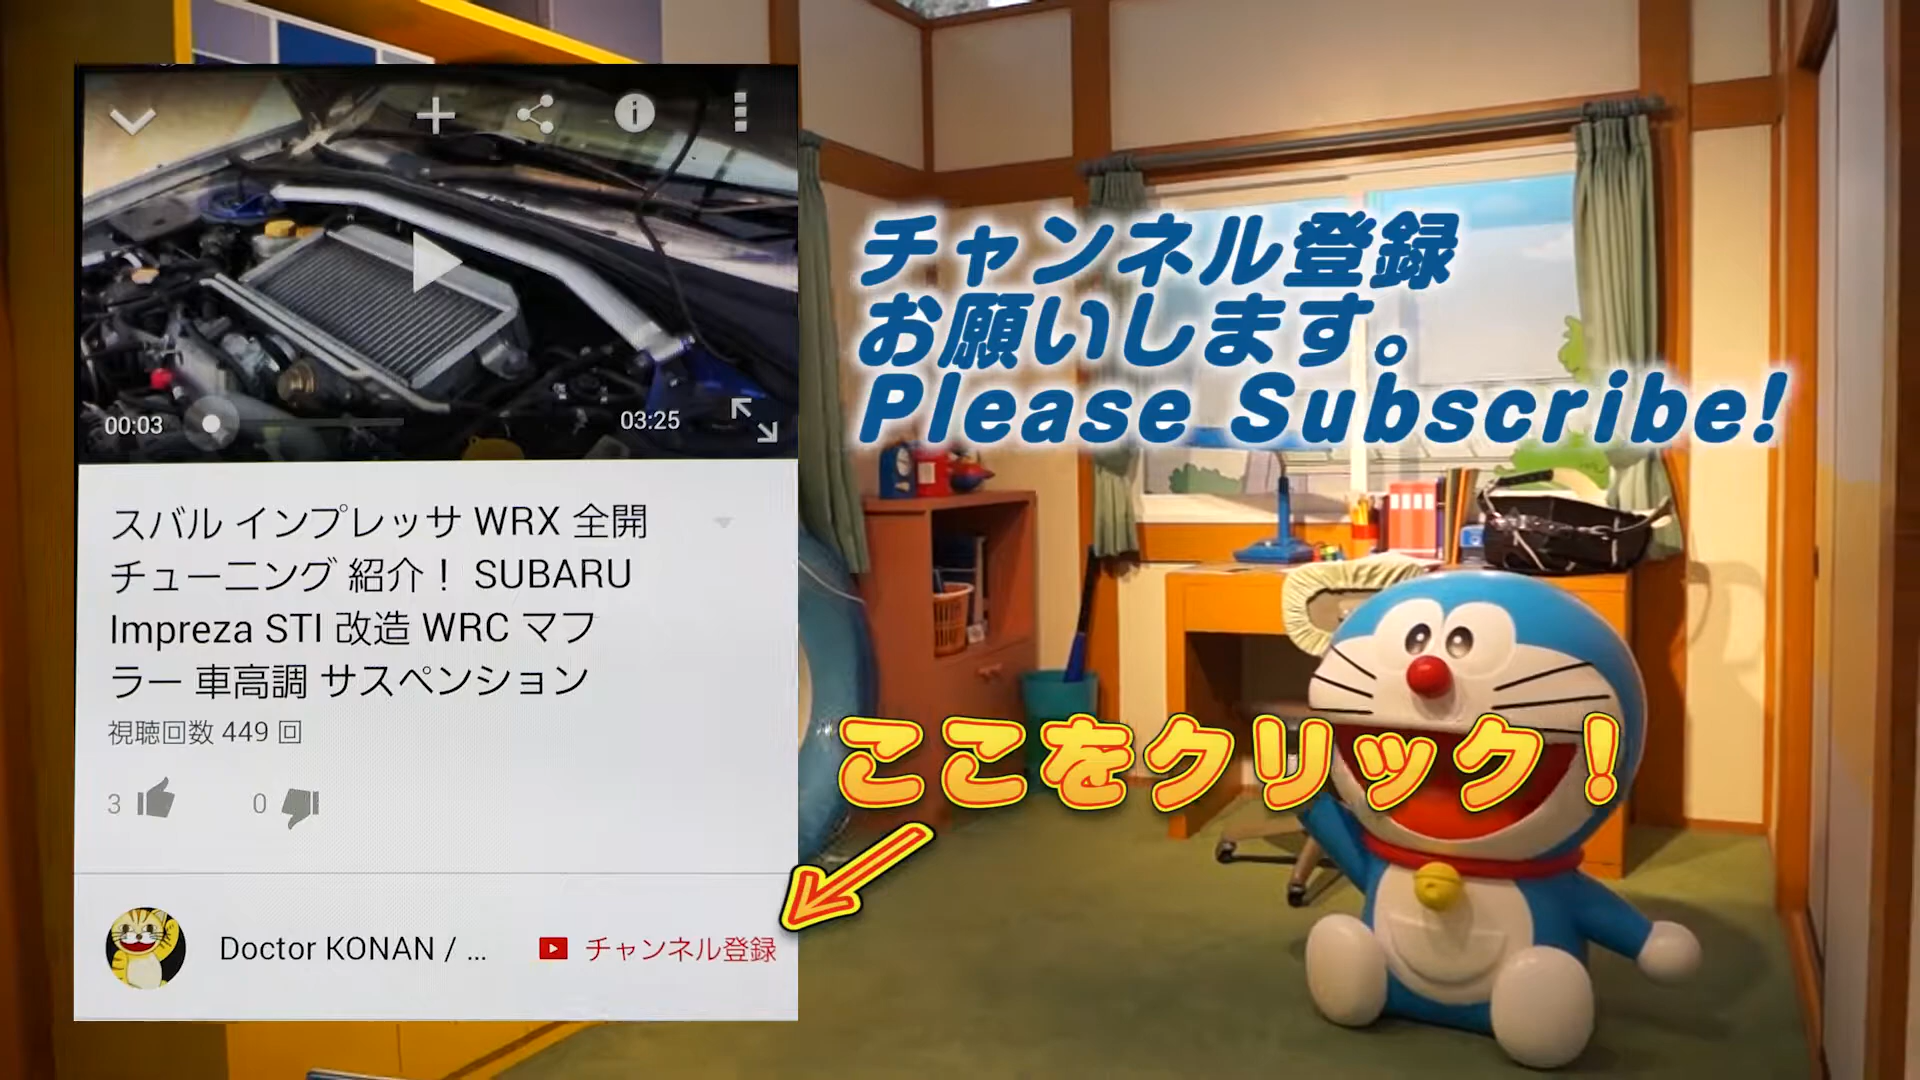 00:03
03:25
スバル インプレッサ WRX 全開
チューニング 紹介！ SUBARU
Impreza STI 改造 WRC マフ
ラー 車高調 サスペンション
視聴回数 449 回
3
0
Doctor KONAN / ...
チャンネル登録
チャンネル登録
お願いします。
Please Subscribe!
ここをクリック！